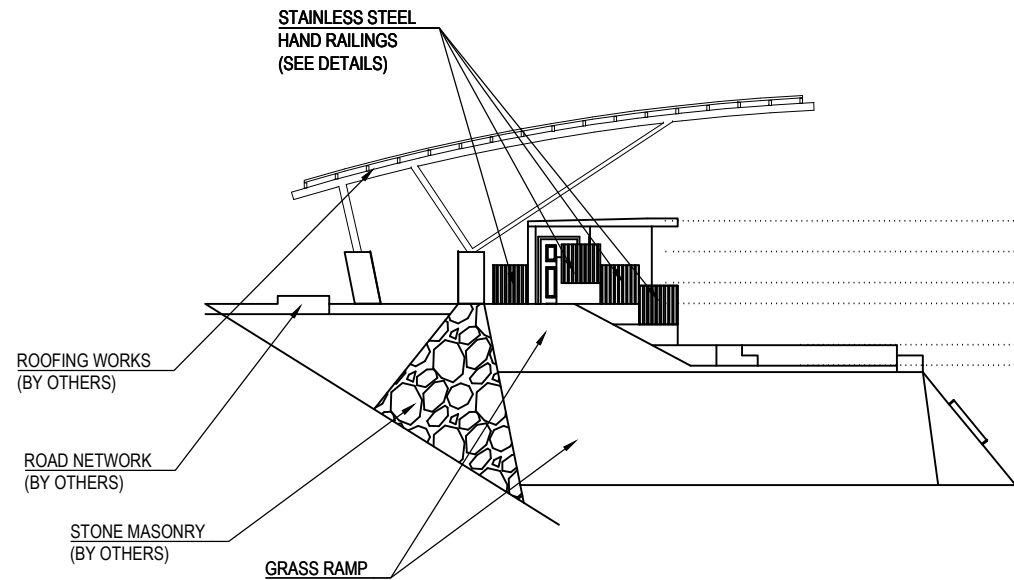 STAINLESS STEEL
HAND RAILINGS
(SEE DETAILS)
ROOFING WORKS
(BY OTHERS)
ROAD NETWORK
(BY OTHERS)
STONE MASONRY
(BY OTHERS)
GRASS RAMP